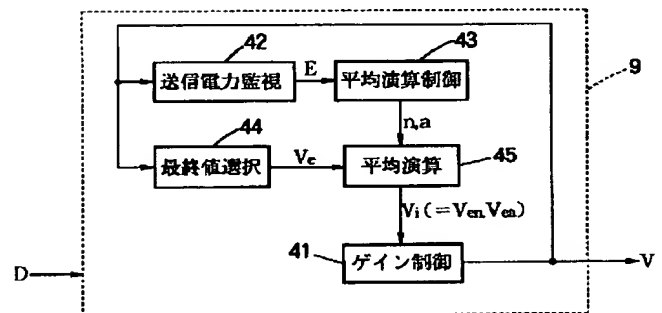 42
43
送信電力監視
E
平均演算制御
9
44
n,a
最終値選択
Ve
平均演算
45
Vi(=Ven,Vea)
41
ゲイン制御
D
V